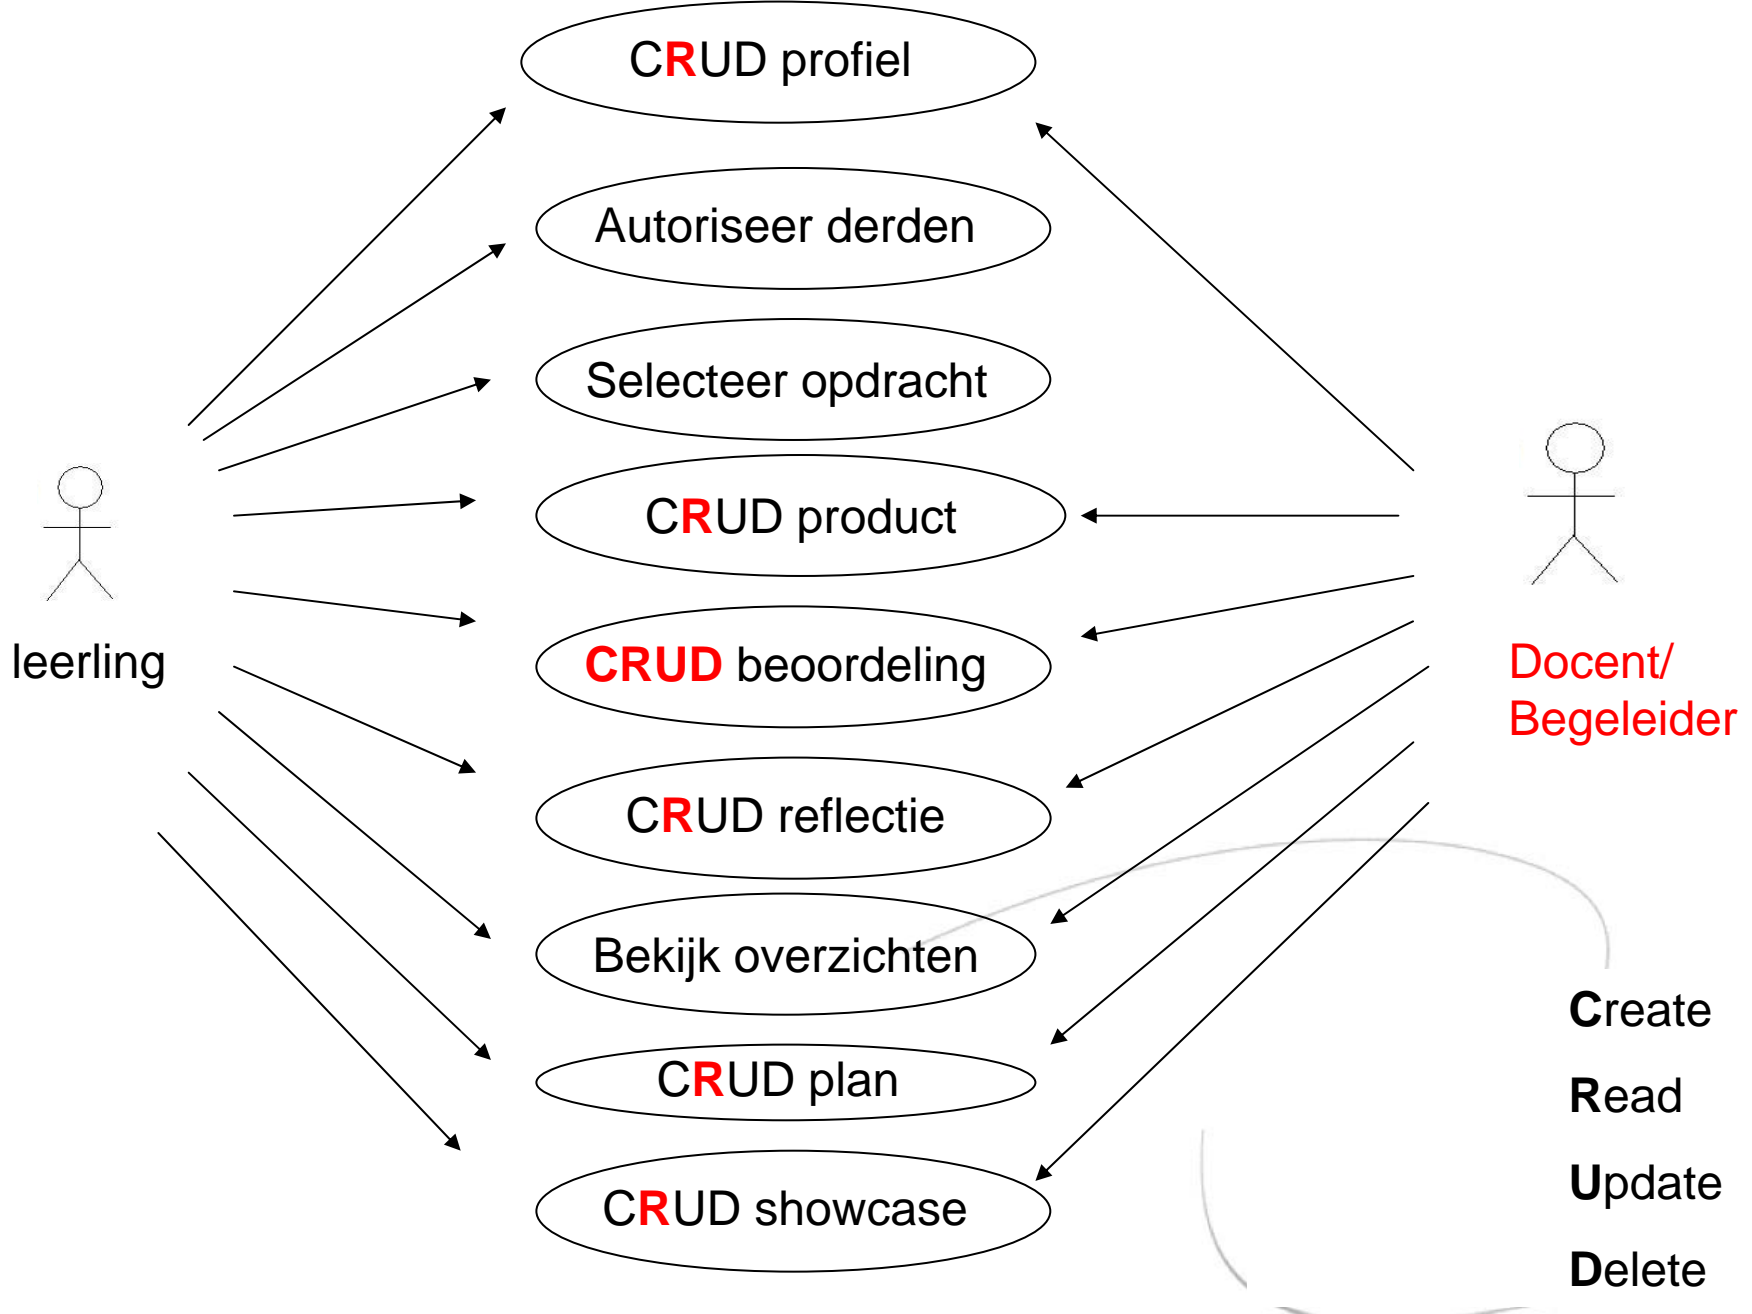 CRUD profiel
Autoriseer derden
Selecteer opdracht
CRUD product
CRUD beoordeling
leerling
Docent/
Begeleider
CRUD reflectie
Bekijk overzichten
CRUD plan
CRUD showcase
Create
Read
Update
Delete